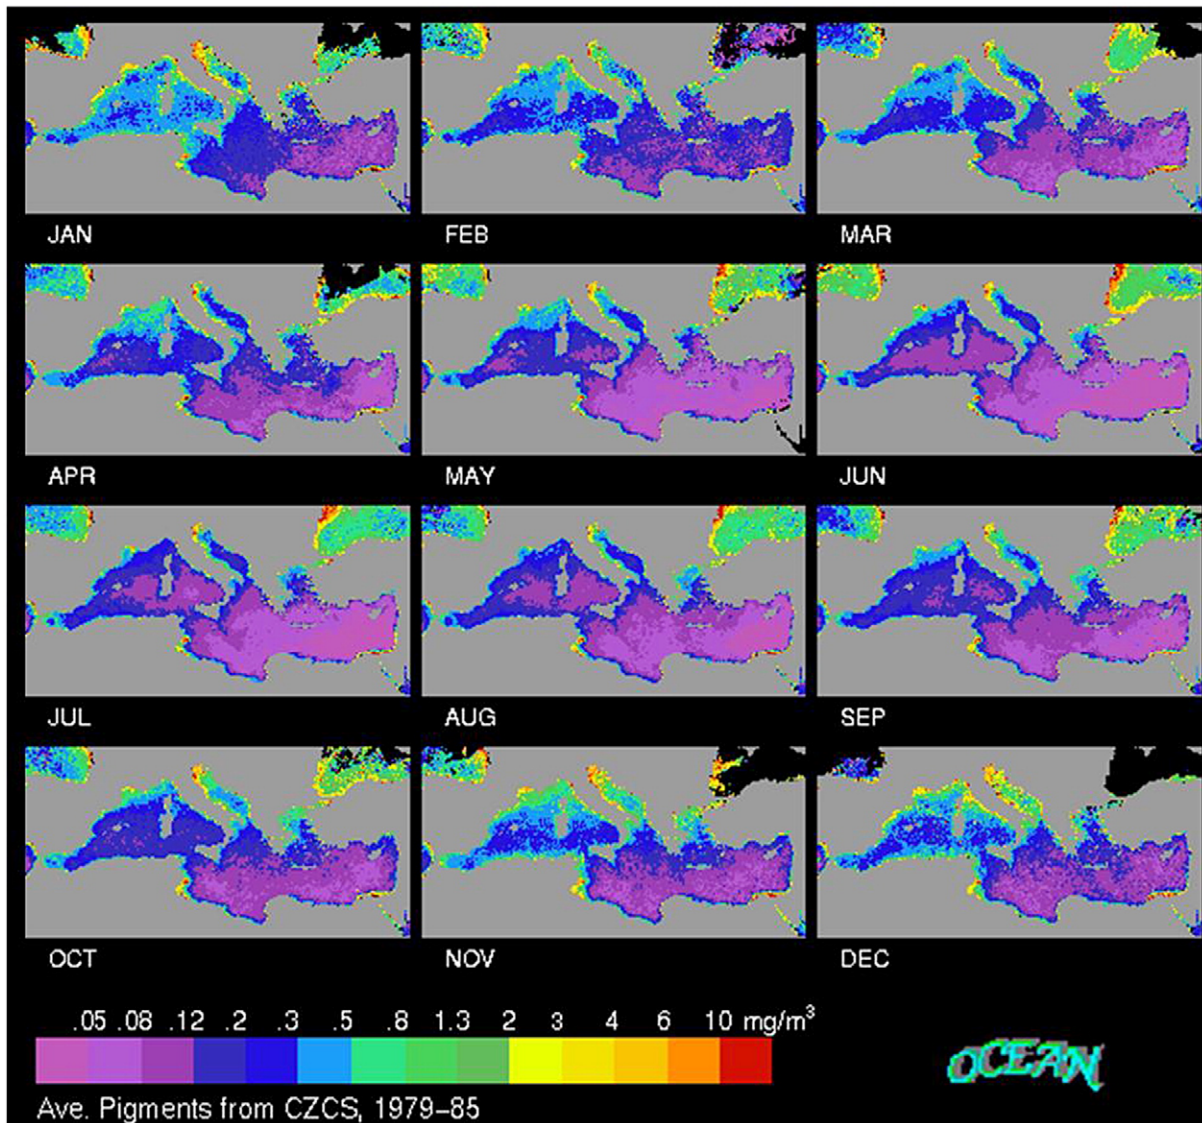 JAN FEB MAR
APR MAY JUN
JUL AUG SEP
OCT NOV DEC
.05 .08 .12 .2 .3 .5 .8 1.3 2 3 4 6 10 mg/m³
OCEAN
Ave. Pigments from CZCS, 1979-85